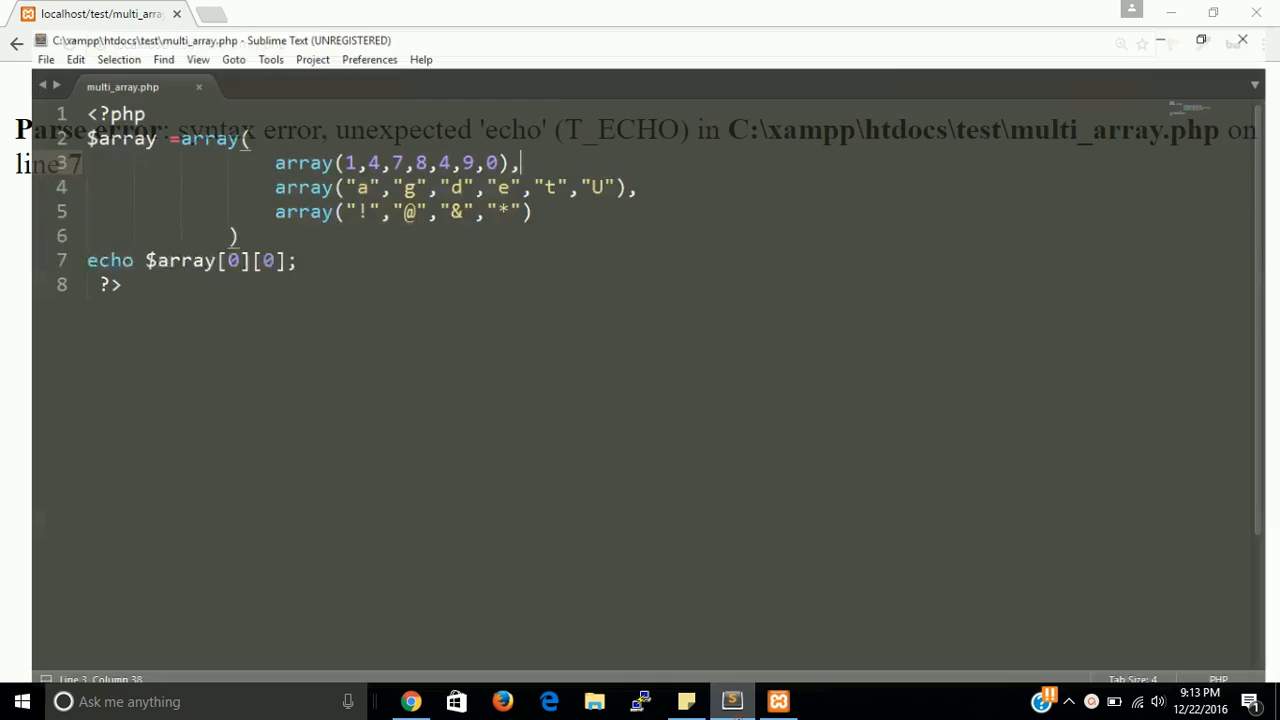 localhost/test/multi_arra
C:\xampp\htdocs\test\multi_array.php - Sublime Text (UNREGISTERED)
File Edit Selection Find View Goto Tools Project Preferences Help
multi_array.php
Parse error: syntax error, unexpected 'echo' (T_ECHO) in C:\xampp\htdocs\test\multi_array.php on
line 7
1 <?php
2 $array =array(
3 array(1,4,7,8,4,9,0),
4 array("a","g","d","e","t","U"),
5 array("!","@","&","*")
6 )
7 echo $array[0][0];
8 ?>
Line 3, Column 38 Tab Size: 4 PHP
Ask me anything
9:13 PM
12/22/2016